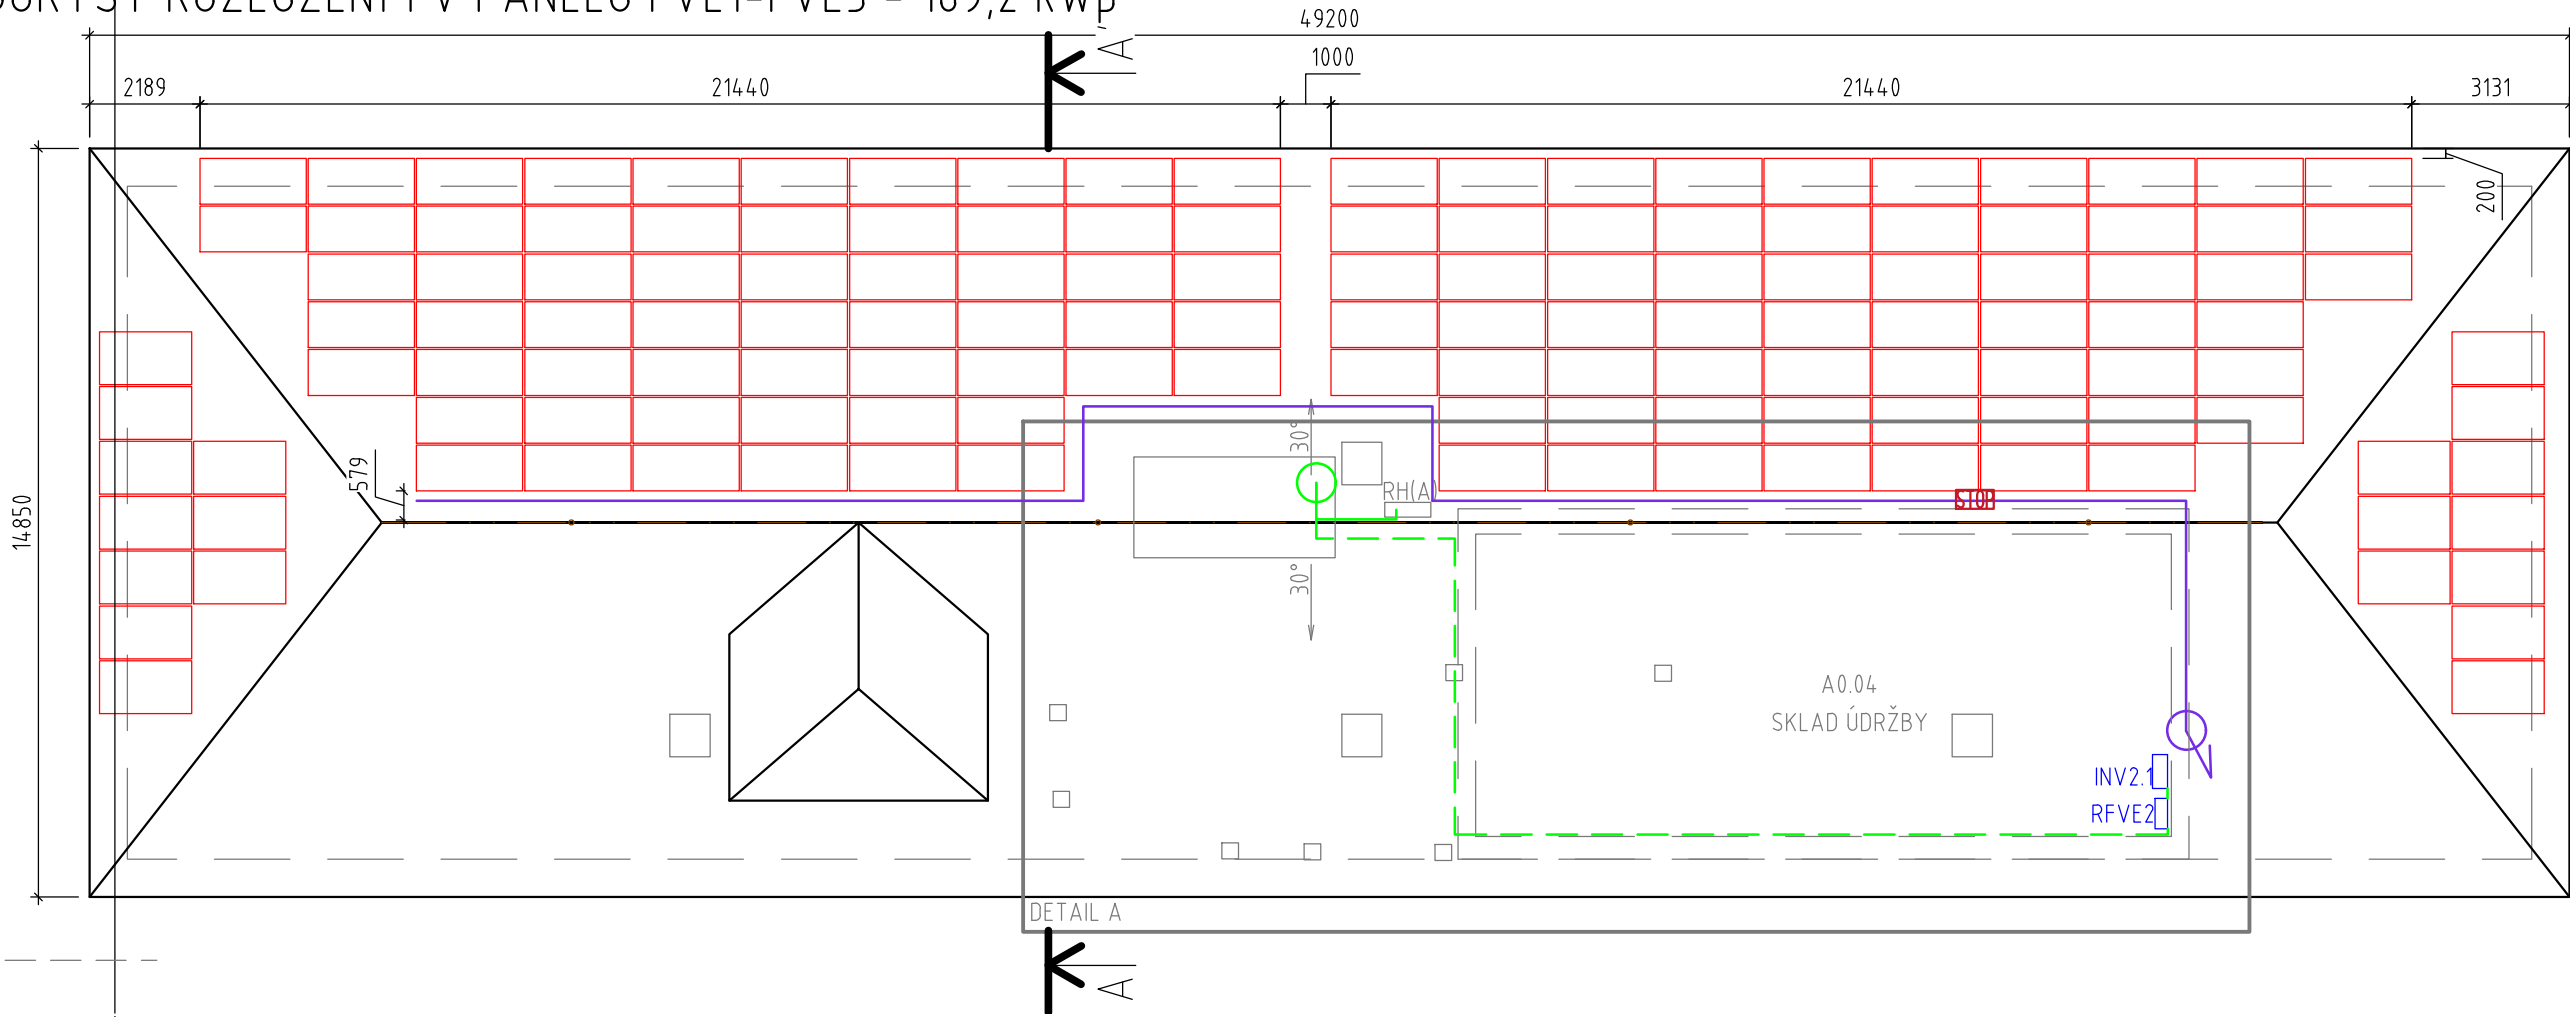 49200
A'
1000
2189
21440
21440
3131
200
14850
579
30°
RH(A)
STOP
30°
A0.04
SKLAD ÚDRŽBY
INV2.1
RFVE2
DETAIL A
A